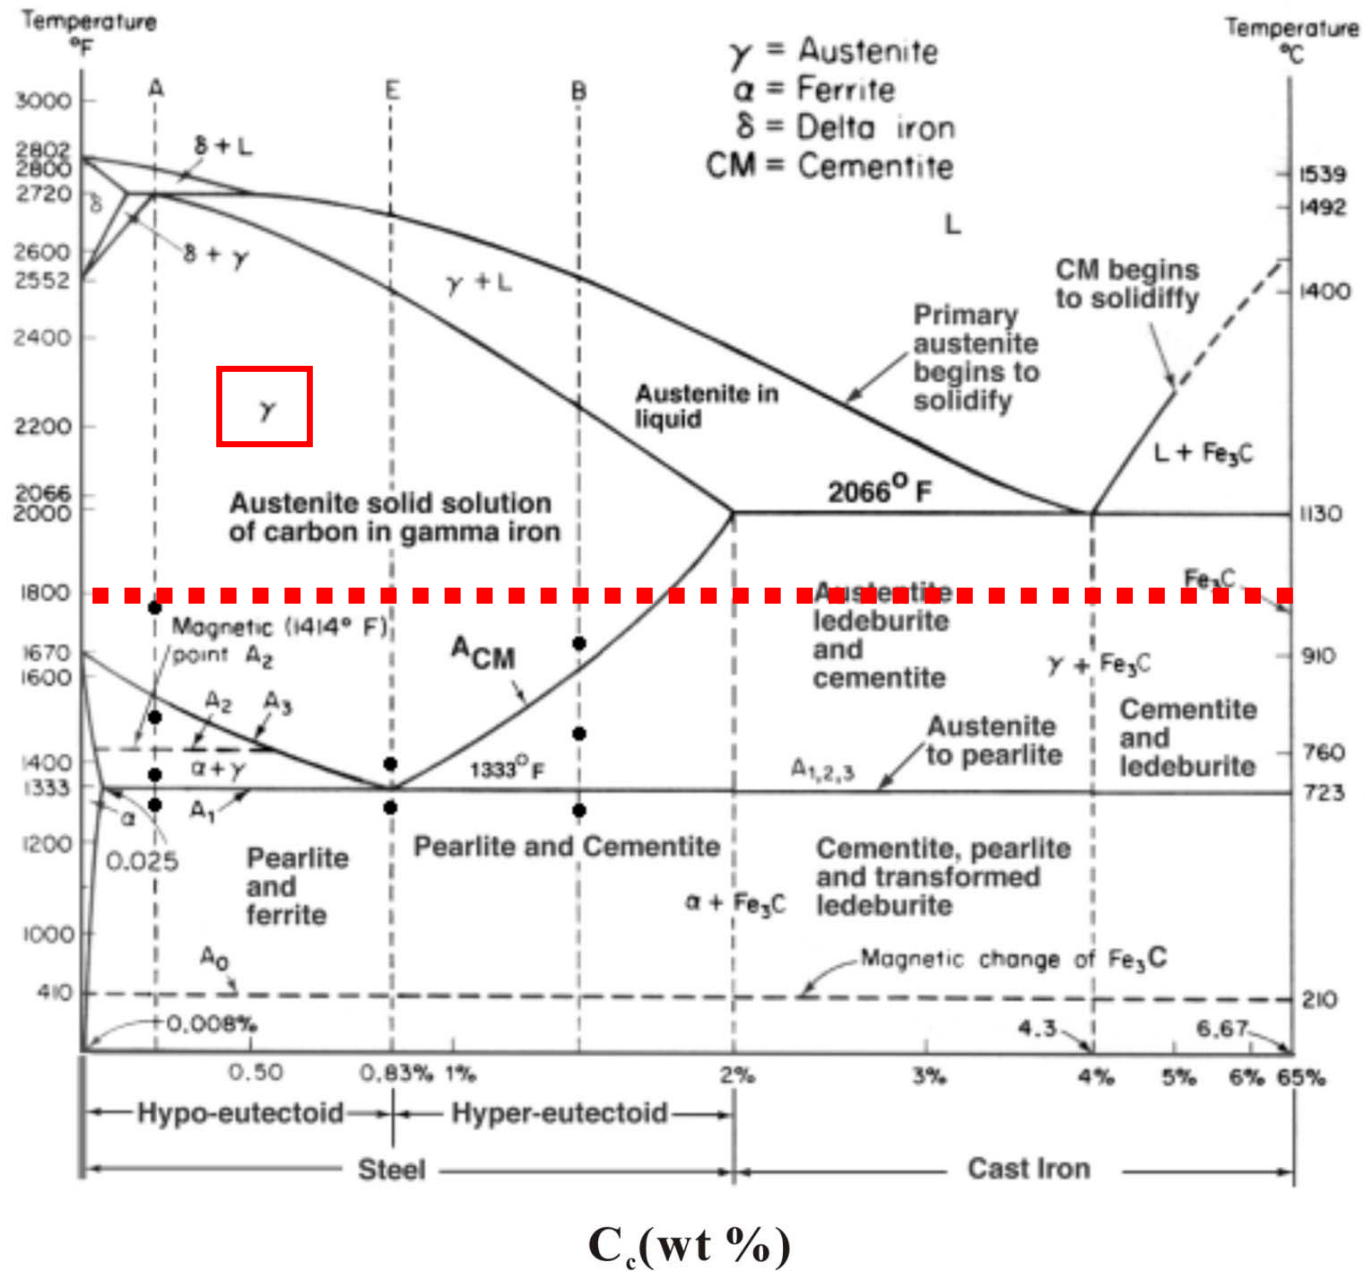 Temperature
°F
Temperature
°C
γ = Austenite
α = Ferrite
δ = Delta iron
CM = Cementite
A
E
B
3000
2802
2800
2720
2600
2552
2400
2200
2066
2000
1800
1670
1600
1400
1333
1200
1000
410
1539
1492
1400
1130
910
760
723
210
δ + L
δ
δ + γ
γ + L
L
CM begins
to solidiffy
Primary
austenite
begins to
solidify
Austenite in
liquid
γ
L + Fe₃C
2066° F
Austenite solid solution
of carbon in gamma iron
Fe₃C
Magnetic (1414° F)
point A₂
A_CM
ledeburite
and
cementite
γ + Fe₃C
A₂
A₃
Austenite
to pearlite
Cementite
and
ledeburite
α + γ
1333° F
A₁,₂,₃
α
A₁
0.025
Pearlite
and
ferrite
Pearlite and Cementite
Cementite, pearlite
and transformed
ledeburite
α + Fe₃C
A₀
Magnetic change of Fe₃C
0.008%
4.3
6.67
0.50
0.83%
1%
2%
3%
4%
5%
6%
65%
Hypo-eutectoid
Hyper-eutectoid
Steel
Cast Iron
C_c(wt %)